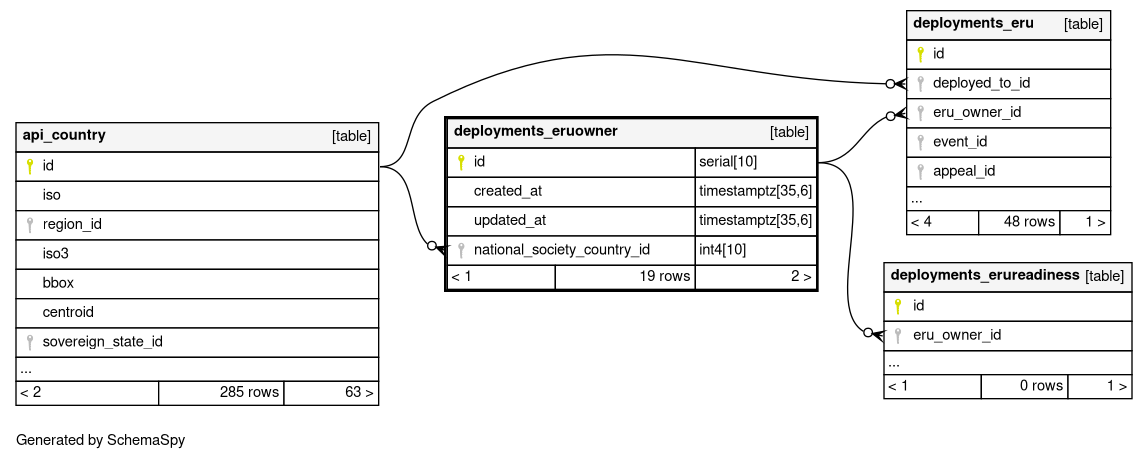 api_country [table]
id
iso
region_id
iso3
bbox
centroid
sovereign_state_id
...
< 2 285 rows 63 >
deployments_eruowner [table]
id serial[10]
created_at timestamptz[35,6]
updated_at timestamptz[35,6]
national_society_country_id int4[10]
< 1 19 rows 2 >
deployments_eru [table]
id
deployed_to_id
eru_owner_id
event_id
appeal_id
...
< 4 48 rows 1 >
deployments_erureadiness [table]
id
eru_owner_id
...
< 1 0 rows 1 >
Generated by SchemaSpy